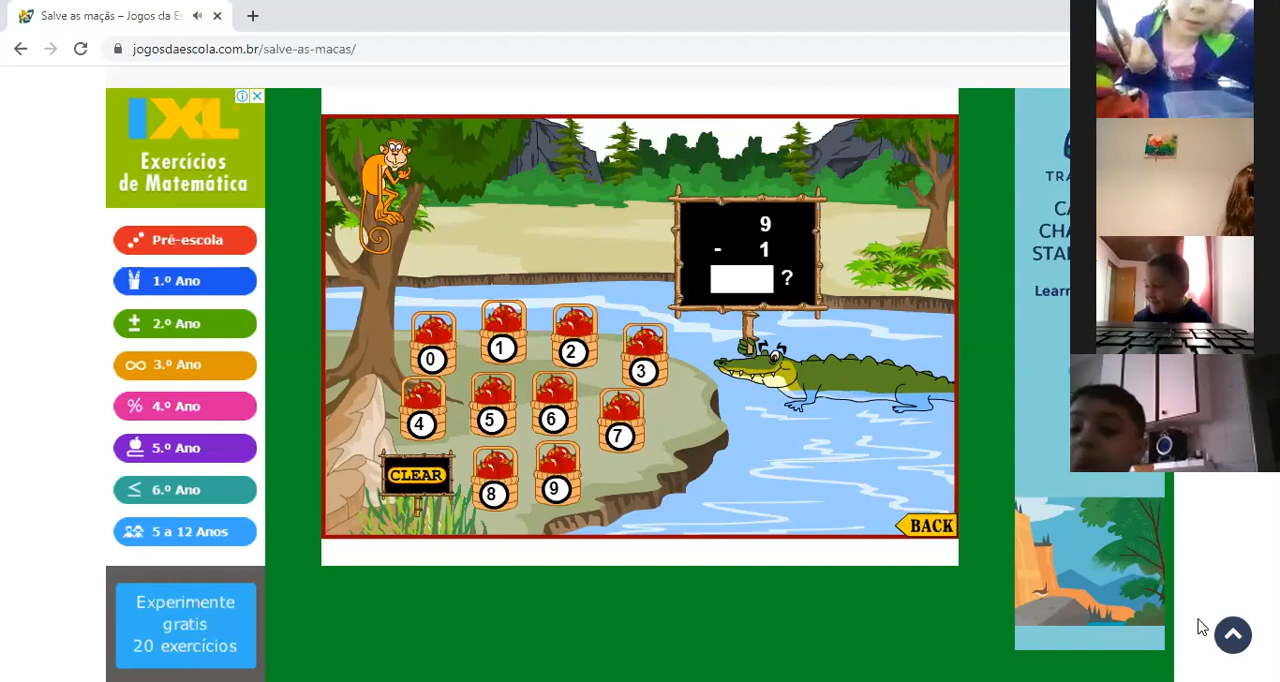 Salve as maçãs – Jogos da Es
jogosdaescola.com.br/salve-as-macas/
IXL
Exercícios
de Matemática
Pré-escola
1.º Ano
2.º Ano
3.º Ano
% 4.º Ano
5.º Ano
≤ 6.º Ano
5 a 12 Anos
Experimente
gratis
20 exercícios
9
- 1
?
0
1
2
3
4
5
6
7
CLEAR
8
9
BACK
TRA
CA
CHA
STA
Learn